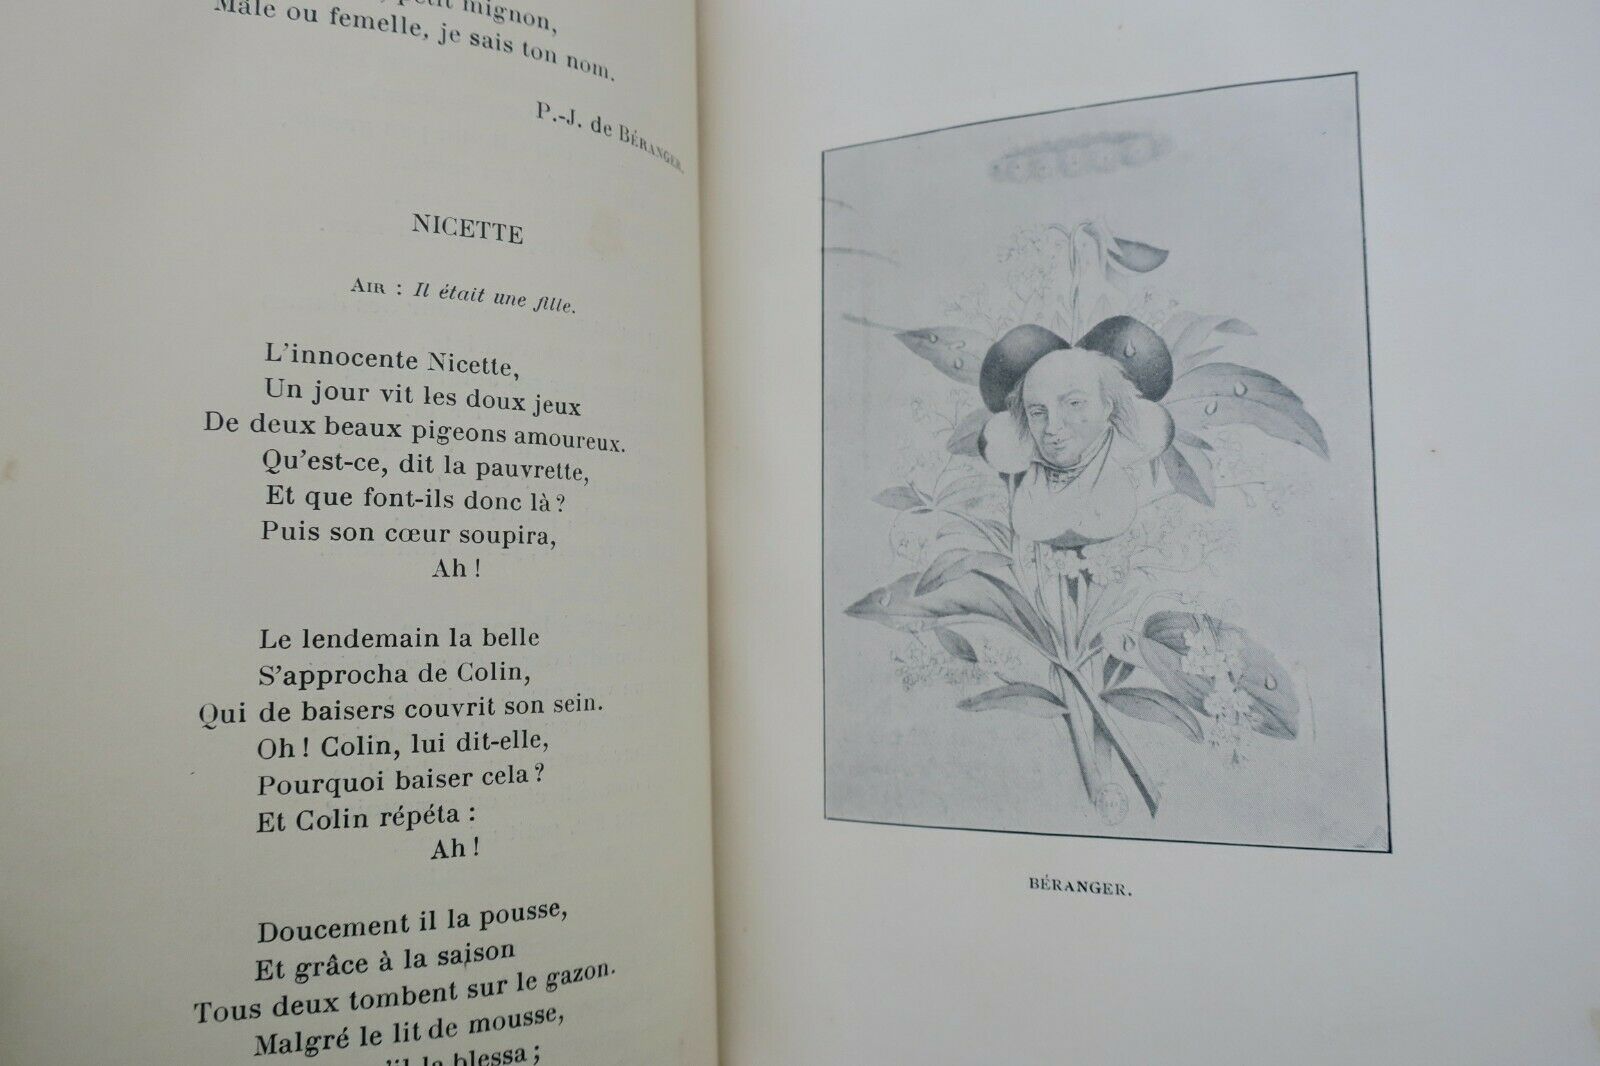 petit mignon,
Mâle ou femelle, je sais ton nom.
P.-J. de BÉRANGER.
NICETTE
AIR : Il était une fille.
L'innocente Nicette,
Un jour vit les doux jeux
De deux beaux pigeons amoureux.
Qu'est-ce, dit la pauvrette,
Et que font-ils donc là ?
Puis son cœur soupira,
Ah !
Le lendemain la belle
S'approcha de Colin,
Qui de baisers couvrit son sein.
Oh ! Colin, lui dit-elle,
Pourquoi baiser cela ?
Et Colin répéta :
Ah !
Doucement il la pousse,
Et grâce à la saison
Tous deux tombent sur le gazon.
Malgré le lit de mousse,
la blessa ;
BÉRANGER.